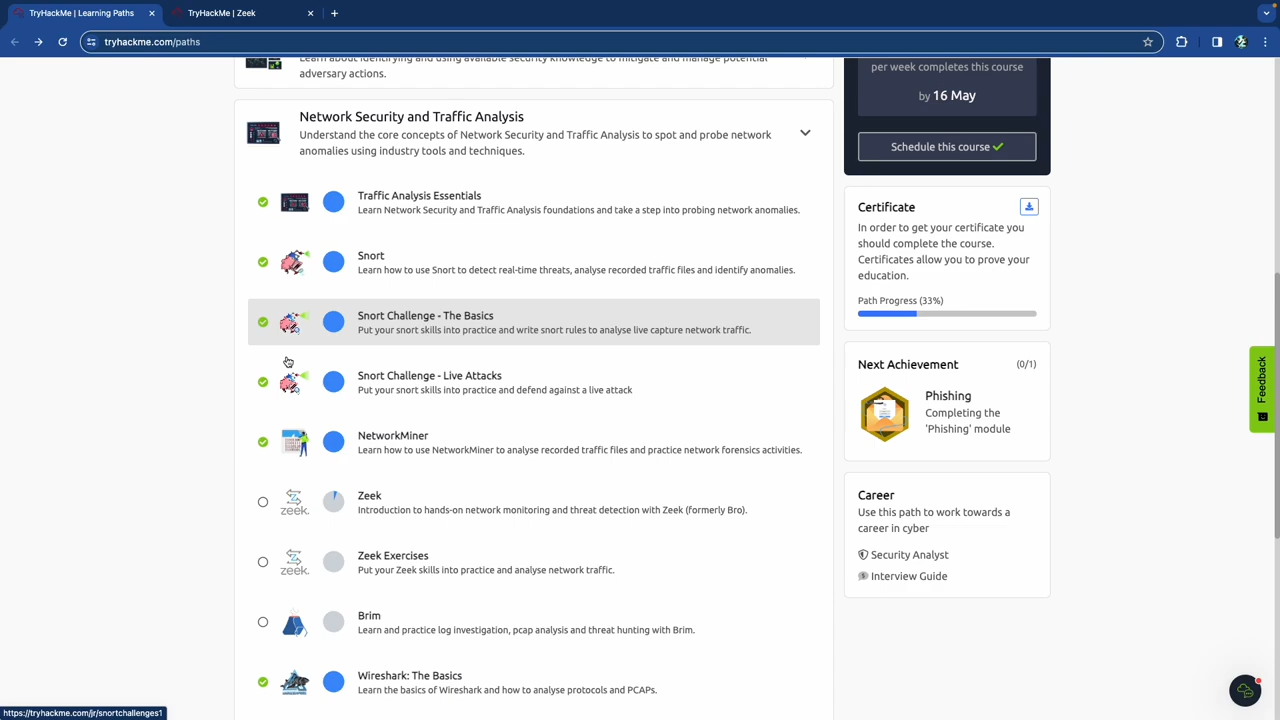 TryHackMe | Learning Paths
TryHackMe | Zeek
tryhackme.com/paths
Learn about identifying and using available security knowledge to mitigate and manage potential
adversary actions.
Network Security and Traffic Analysis
Understand the core concepts of Network Security and Traffic Analysis to spot and probe network
anomalies using industry tools and techniques.
Traffic Analysis Essentials
Learn Network Security and Traffic Analysis foundations and take a step into probing network anomalies.
Snort
Learn how to use Snort to detect real-time threats, analyse recorded traffic files and identify anomalies.
Snort Challenge - The Basics
Put your snort skills into practice and write snort rules to analyse live capture network traffic.
Snort Challenge - Live Attacks
Put your snort skills into practice and defend against a live attack
NetworkMiner
Learn how to use NetworkMiner to analyse recorded traffic files and practice network forensics activities.
zeek.
Zeek
Introduction to hands-on network monitoring and threat detection with Zeek (formerly Bro).
zeek.
Zeek Exercises
Put your Zeek skills into practice and analyse network traffic.
Brim
Learn and practice log investigation, pcap analysis and threat hunting with Brim.
Wireshark: The Basics
Learn the basics of Wireshark and how to analyse protocols and PCAPs.
per week completes this course
by 16 May
Schedule this course
Certificate
In order to get your certificate you
should complete the course.
Certificates allow you to prove your
education.
Path Progress (33%)
Next Achievement (0/1)
Phishing
Completing the
'Phishing' module
Career
Use this path to work towards a
career in cyber
Security Analyst
Interview Guide
Feedback
https://tryhackme.com/jr/snortchallenges1